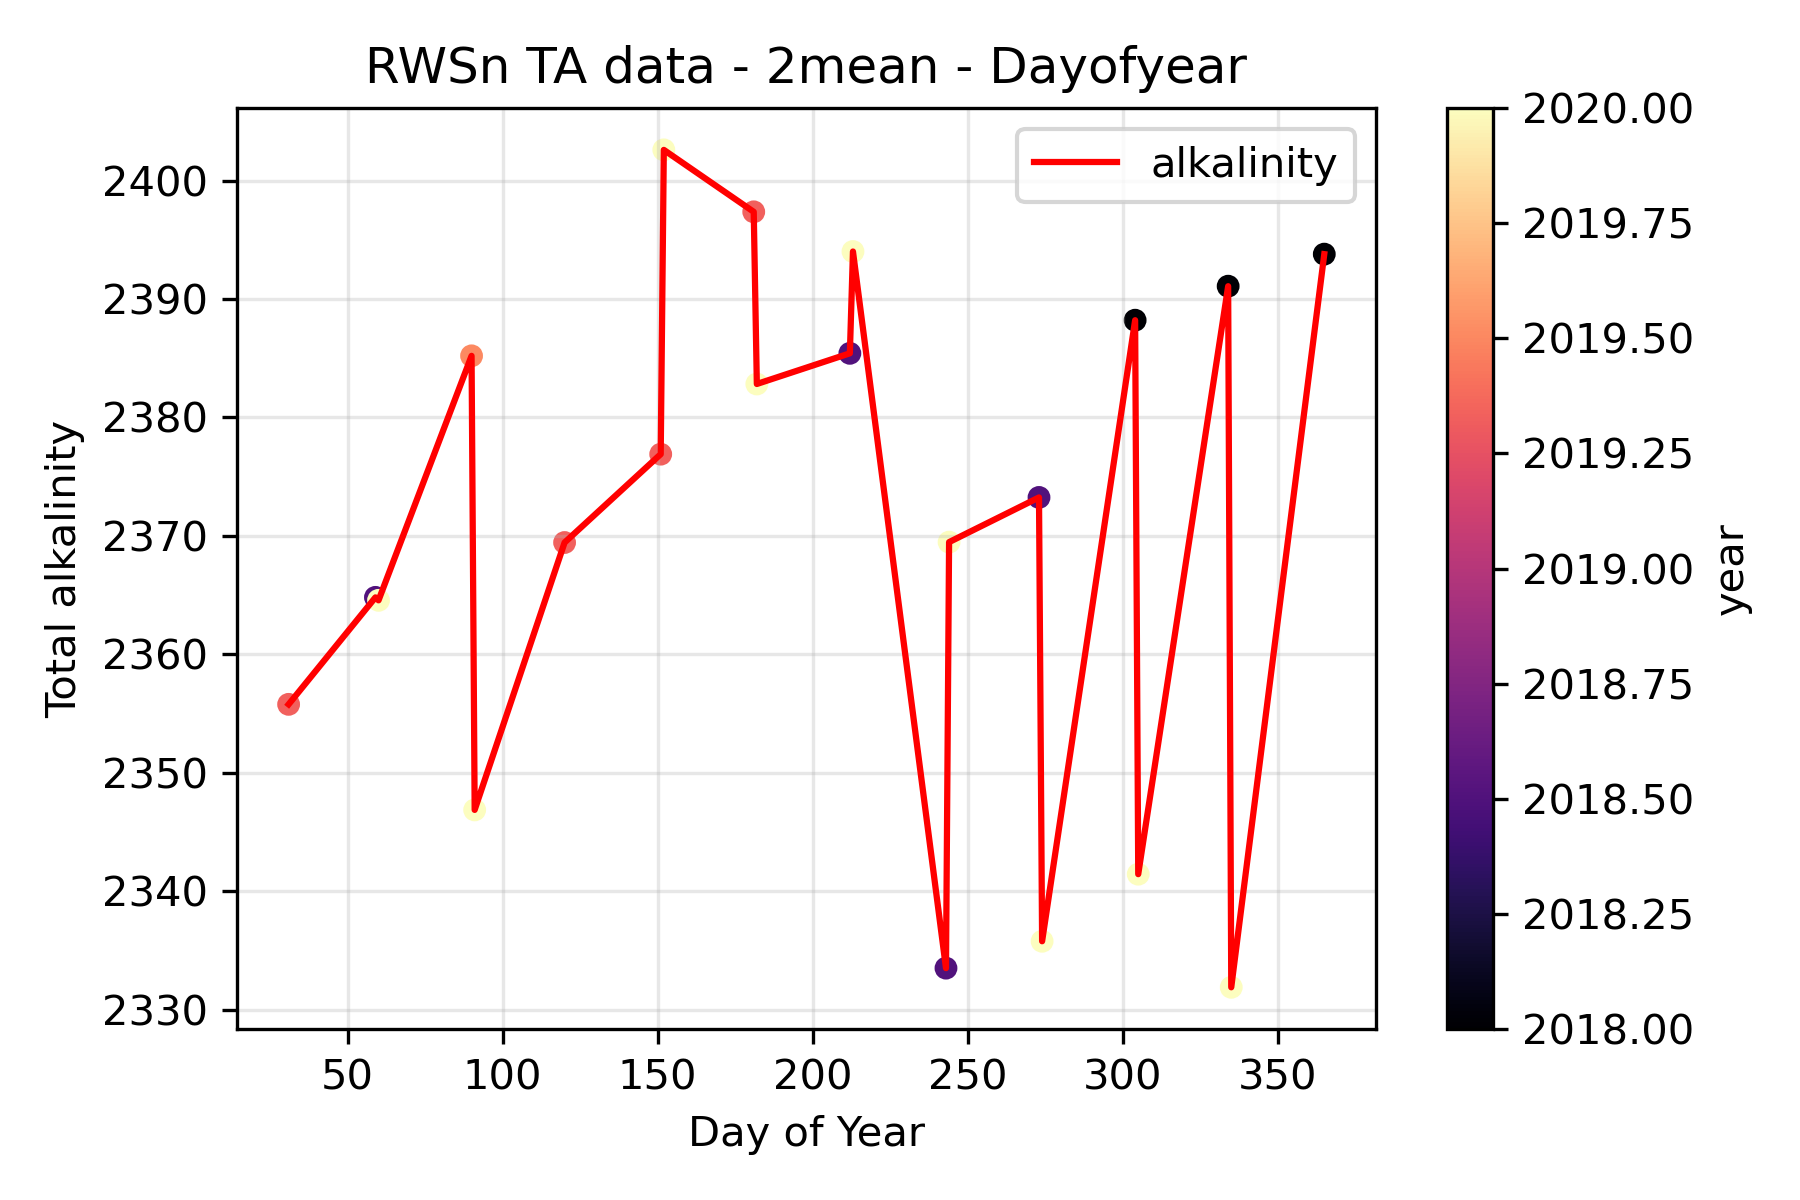 RWSn TA data - 2mean - Dayofyear
alkalinity
Total alkalinity
2400
2390
2380
2370
2360
2350
2340
2330
50 100 150 200 250 300 350
Day of Year
2020.00
2019.75
2019.50
2019.25
2019.00
2018.75
2018.50
2018.25
2018.00
year